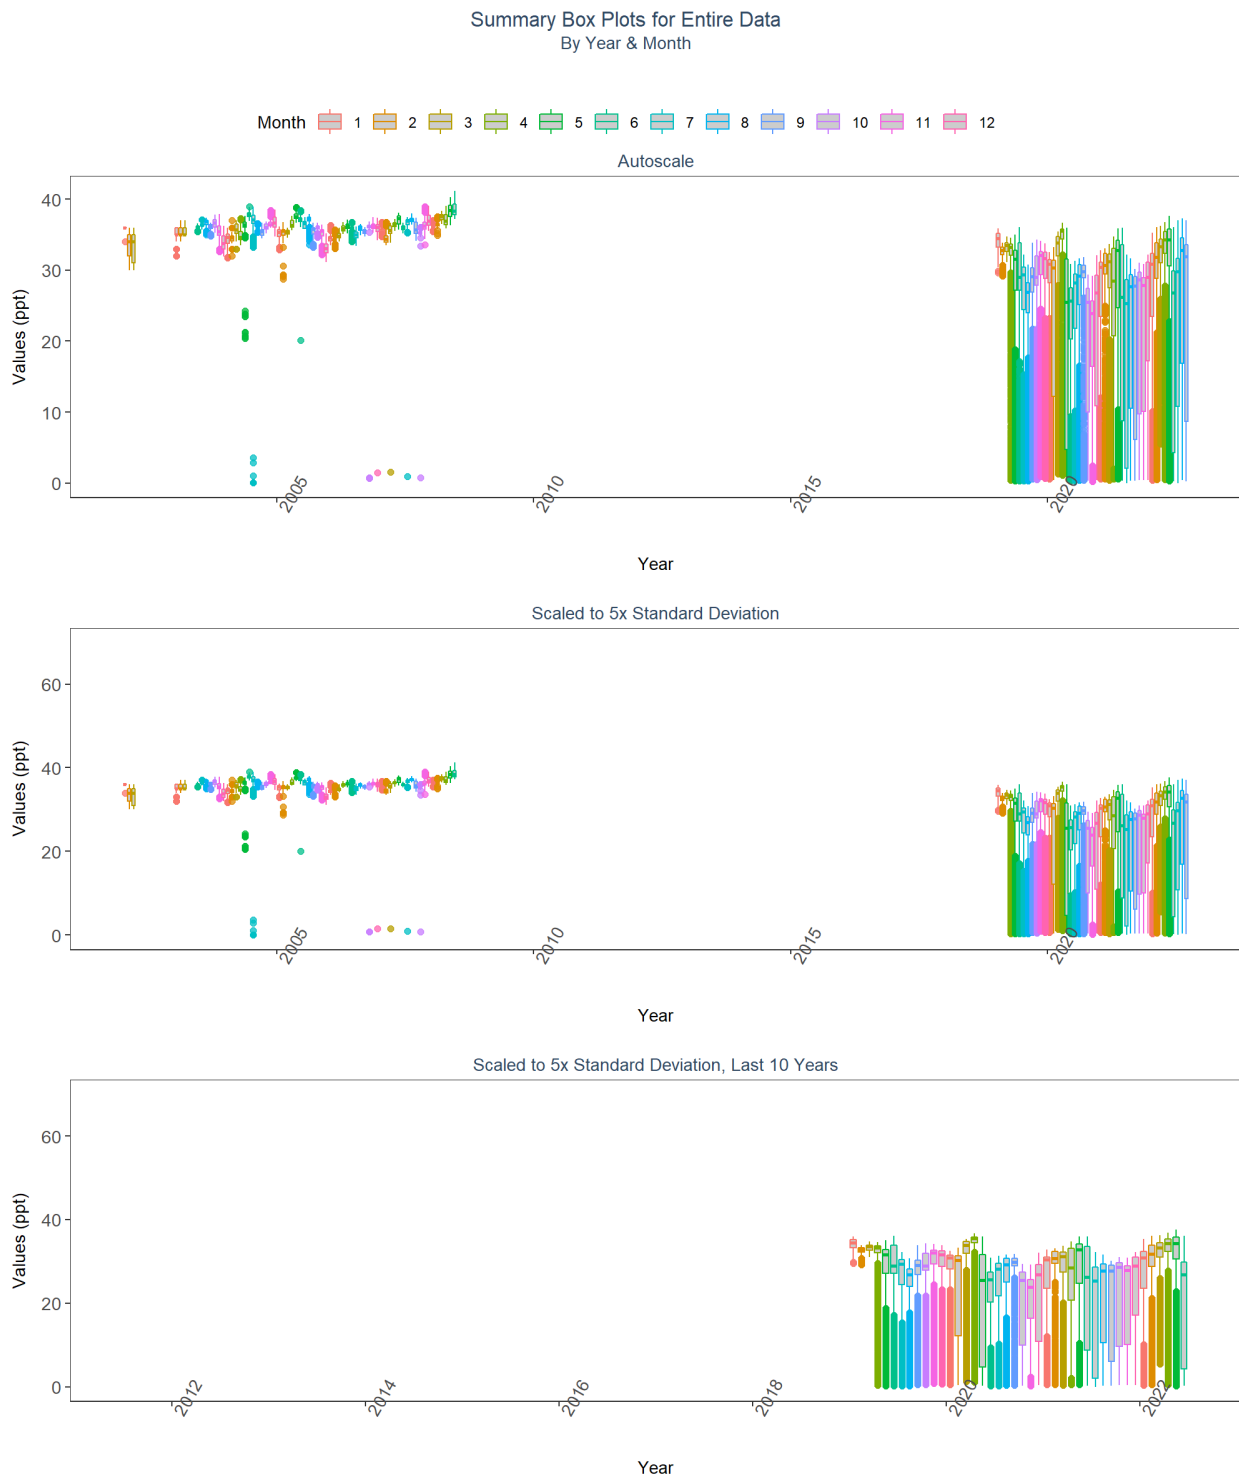 Summary Box Plots for Entire Data
By Year & Month
Month 1 2 3 4 5 6 7 8 9 10 11 12
Autoscale
Values (ppt)
40
30
20
10
0
2005 2010 2015 2020
Year
Scaled to 5x Standard Deviation
Values (ppt)
60
40
20
0
2005 2010 2015 2020
Year
Scaled to 5x Standard Deviation, Last 10 Years
Values (ppt)
60
40
20
0
2012 2014 2016 2018 2020 2022
Year